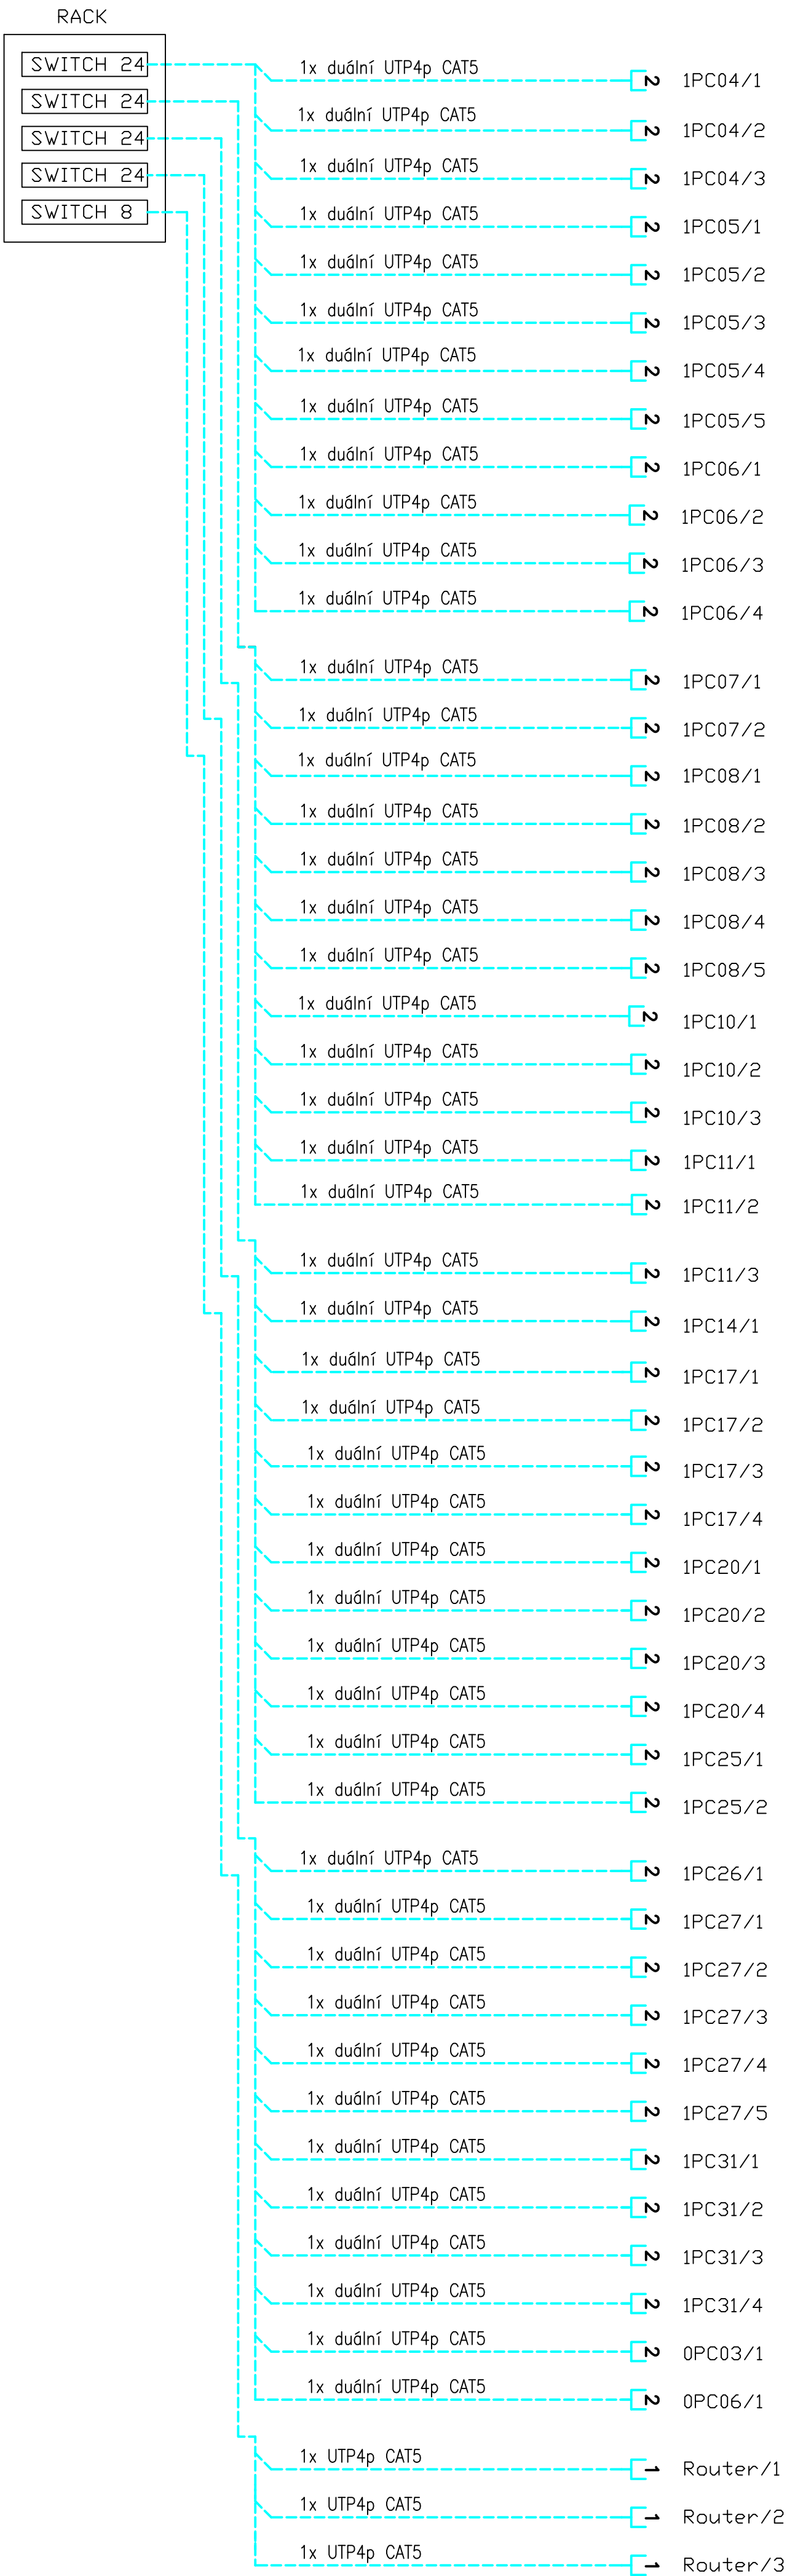 RACK
SWITCH 24
SWITCH 24
SWITCH 24
SWITCH 24
SWITCH 8
1x duální UTP4p CAT5 2 1PC04/1
1x duální UTP4p CAT5 2 1PC04/2
1x duální UTP4p CAT5 2 1PC04/3
1x duální UTP4p CAT5 2 1PC05/1
1x duální UTP4p CAT5 2 1PC05/2
1x duální UTP4p CAT5 2 1PC05/3
1x duální UTP4p CAT5 2 1PC05/4
1x duální UTP4p CAT5 2 1PC05/5
1x duální UTP4p CAT5 2 1PC06/1
1x duální UTP4p CAT5 2 1PC06/2
1x duální UTP4p CAT5 2 1PC06/3
1x duální UTP4p CAT5 2 1PC06/4
1x duální UTP4p CAT5 2 1PC07/1
1x duální UTP4p CAT5 2 1PC07/2
1x duální UTP4p CAT5 2 1PC08/1
1x duální UTP4p CAT5 2 1PC08/2
1x duální UTP4p CAT5 2 1PC08/3
1x duální UTP4p CAT5 2 1PC08/4
1x duální UTP4p CAT5 2 1PC08/5
1x duální UTP4p CAT5 2 1PC10/1
1x duální UTP4p CAT5 2 1PC10/2
1x duální UTP4p CAT5 2 1PC10/3
1x duální UTP4p CAT5 2 1PC11/1
1x duální UTP4p CAT5 2 1PC11/2
1x duální UTP4p CAT5 2 1PC11/3
1x duální UTP4p CAT5 2 1PC14/1
1x duální UTP4p CAT5 2 1PC17/1
1x duální UTP4p CAT5 2 1PC17/2
1x duální UTP4p CAT5 2 1PC17/3
1x duální UTP4p CAT5 2 1PC17/4
1x duální UTP4p CAT5 2 1PC20/1
1x duální UTP4p CAT5 2 1PC20/2
1x duální UTP4p CAT5 2 1PC20/3
1x duální UTP4p CAT5 2 1PC20/4
1x duální UTP4p CAT5 2 1PC25/1
1x duální UTP4p CAT5 2 1PC25/2
1x duální UTP4p CAT5 2 1PC26/1
1x duální UTP4p CAT5 2 1PC27/1
1x duální UTP4p CAT5 2 1PC27/2
1x duální UTP4p CAT5 2 1PC27/3
1x duální UTP4p CAT5 2 1PC27/4
1x duální UTP4p CAT5 2 1PC27/5
1x duální UTP4p CAT5 2 1PC31/1
1x duální UTP4p CAT5 2 1PC31/2
1x duální UTP4p CAT5 2 1PC31/3
1x duální UTP4p CAT5 2 1PC31/4
1x duální UTP4p CAT5 2 0PC03/1
1x duální UTP4p CAT5 2 0PC06/1
1x UTP4p CAT5 1 Router/1
1x UTP4p CAT5 1 Router/2
1x UTP4p CAT5 1 Router/3